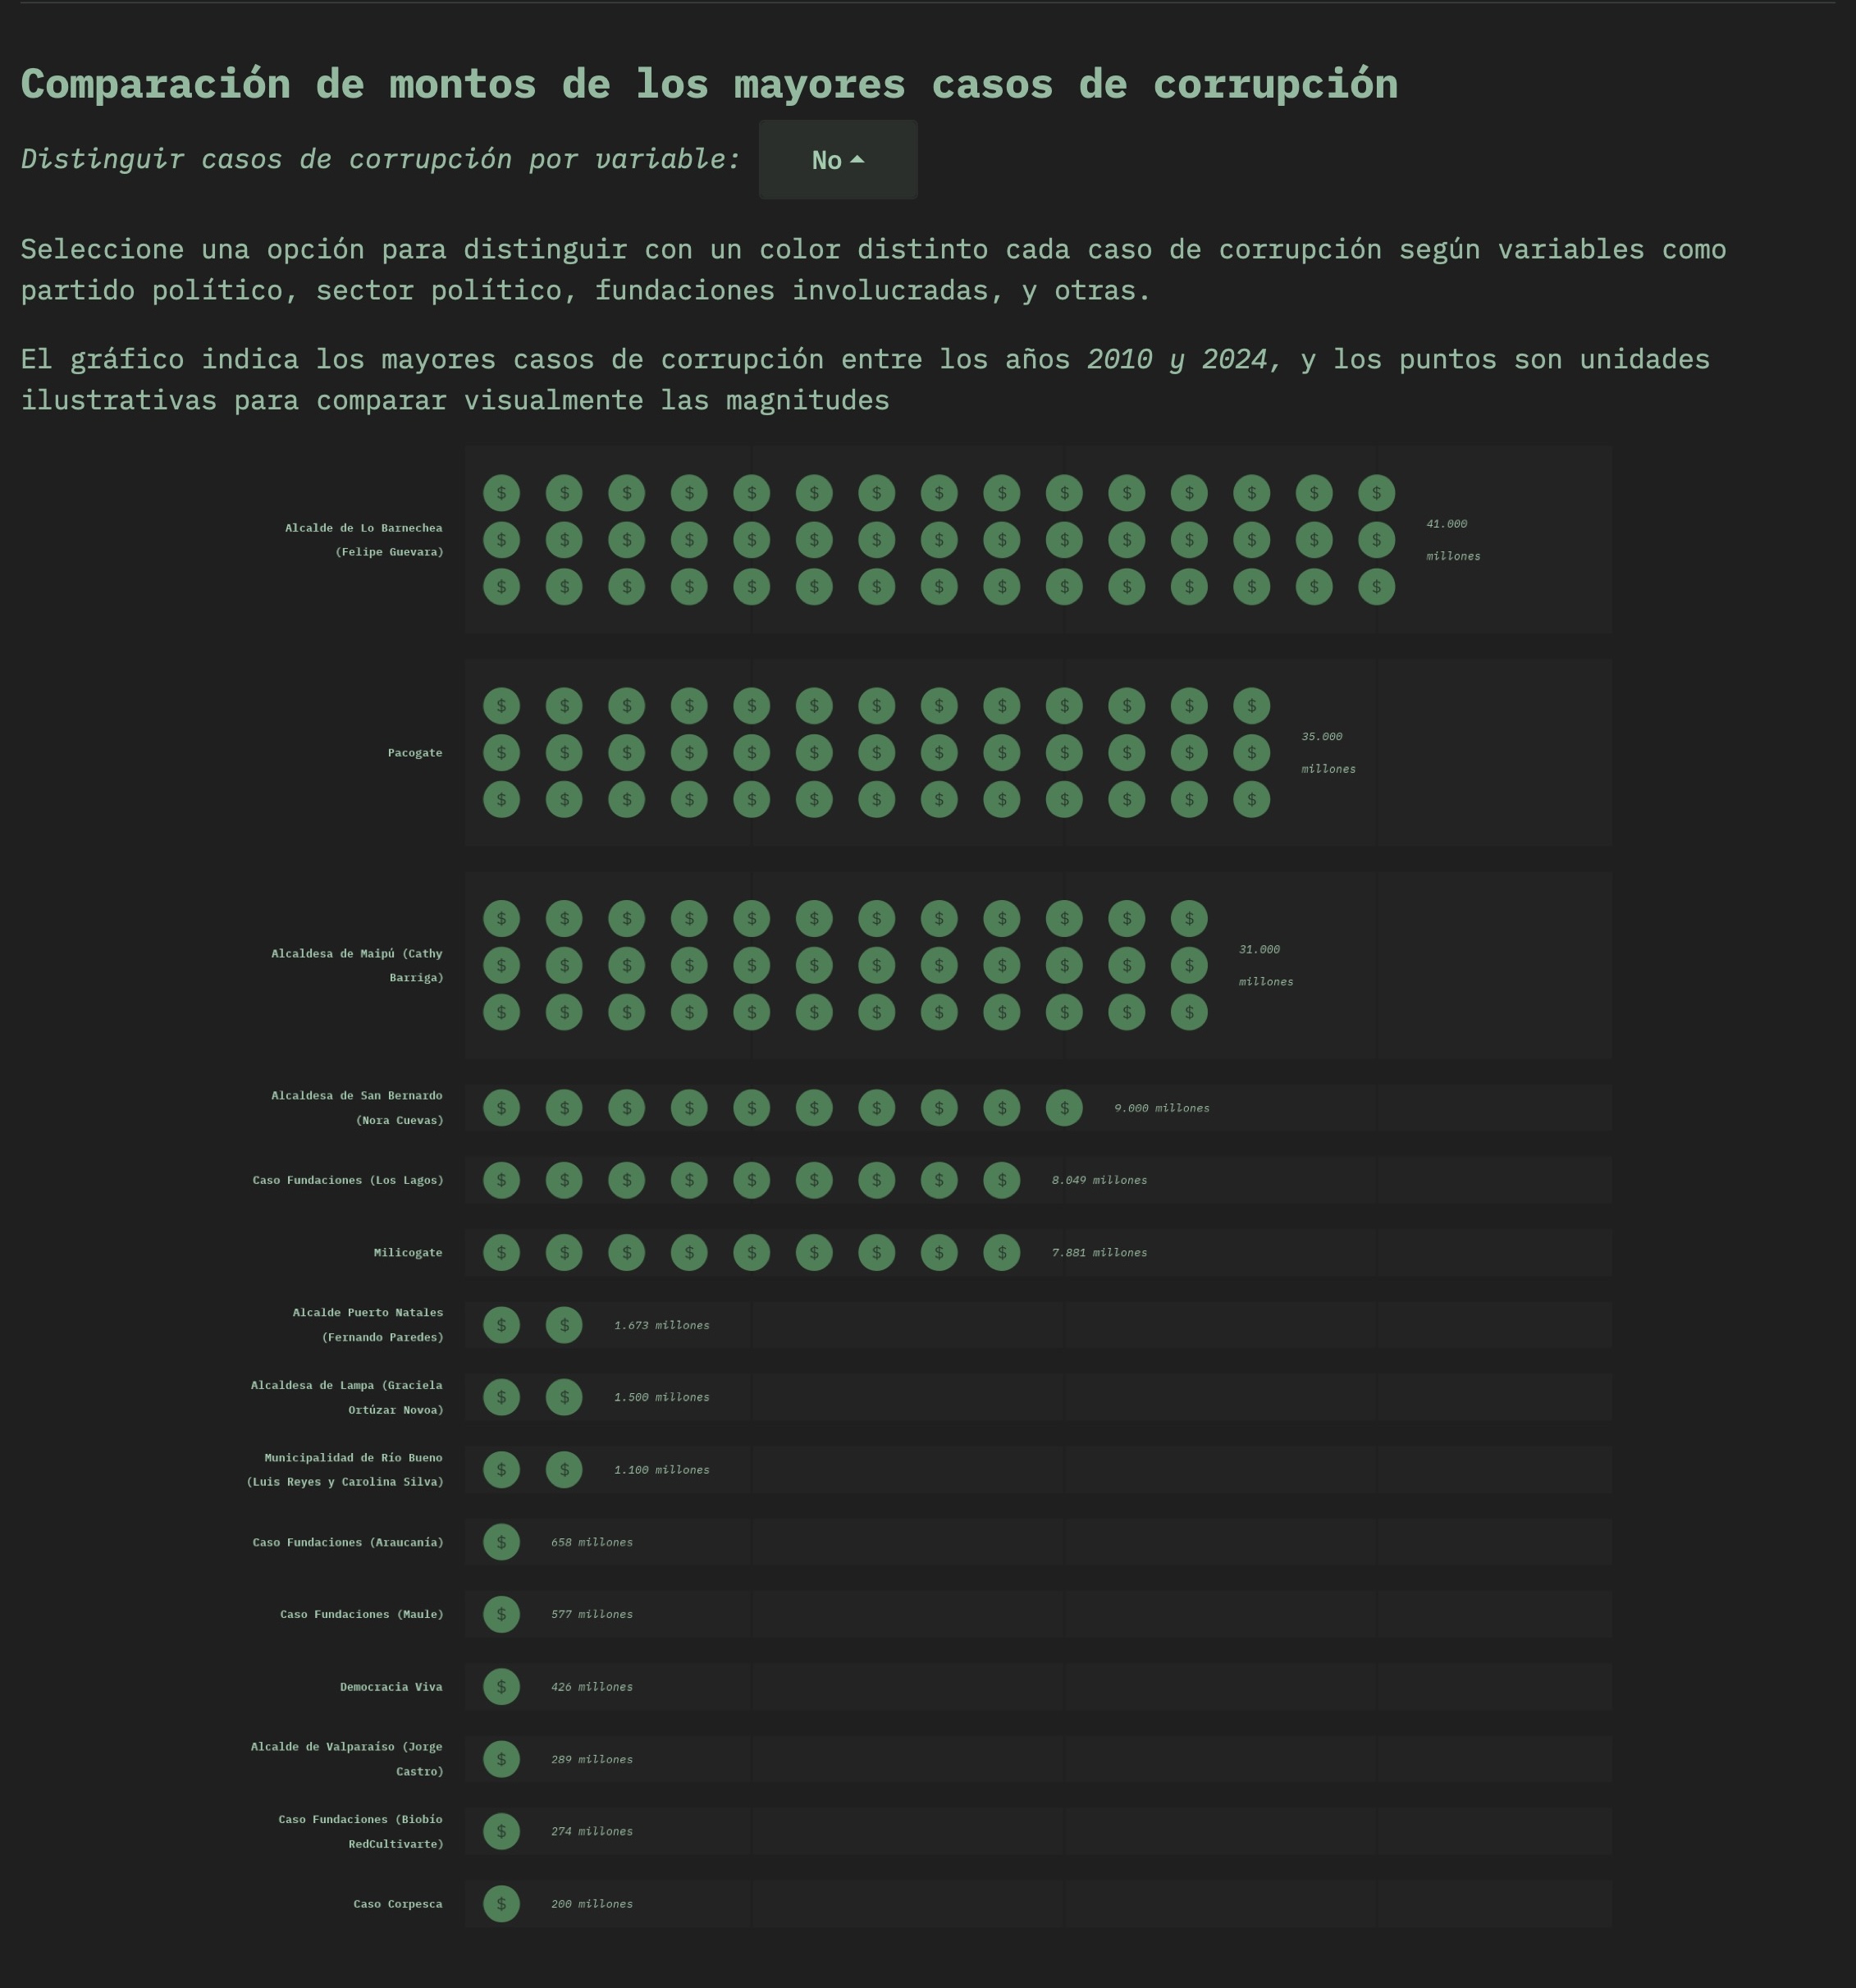 Comparación de montos de los mayores casos de corrupción
Distinguir casos de corrupción por variable: No
Seleccione una opción para distinguir con un color distinto cada caso de corrupción según variables como
partido político, sector político, fundaciones involucradas, y otras.
El gráfico indica los mayores casos de corrupción entre los años 2010 y 2024, y los puntos son unidades
ilustrativas para comparar visualmente las magnitudes
Alcalde de Lo Barnechea
(Felipe Guevara)
$ $ $ $ $ $ $ $ $ $ $ $ $ $ $
$ $ $ $ $ $ $ $ $ $ $ $ $ $ $
$ $ $ $ $ $ $ $ $ $ $ $ $ $ $
41.000
millones
Pacogate
$ $ $ $ $ $ $ $ $ $ $ $ $
$ $ $ $ $ $ $ $ $ $ $ $ $
$ $ $ $ $ $ $ $ $ $ $ $ $
35.000
millones
Alcaldesa de Maipú (Cathy
Barriga)
$ $ $ $ $ $ $ $ $ $ $ $
$ $ $ $ $ $ $ $ $ $ $ $
$ $ $ $ $ $ $ $ $ $ $ $
31.000
millones
Alcaldesa de San Bernardo
(Nora Cuevas)
$ $ $ $ $ $ $ $ $ $ 9.000 millones
Caso Fundaciones (Los Lagos)
$ $ $ $ $ $ $ $ $ 8.049 millones
Milicogate
$ $ $ $ $ $ $ $ $ 7.881 millones
Alcalde Puerto Natales
(Fernando Paredes)
$ $ 1.673 millones
Alcaldesa de Lampa (Graciela
Ortúzar Novoa)
$ $ 1.500 millones
Municipalidad de Río Bueno
(Luis Reyes y Carolina Silva)
$ $ 1.100 millones
Caso Fundaciones (Araucanía)
$ 658 millones
Caso Fundaciones (Maule)
$ 577 millones
Democracia Viva
$ 426 millones
Alcalde de Valparaíso (Jorge
Castro)
$ 289 millones
Caso Fundaciones (Biobío
RedCultivarte)
$ 274 millones
Caso Corpesca
$ 200 millones